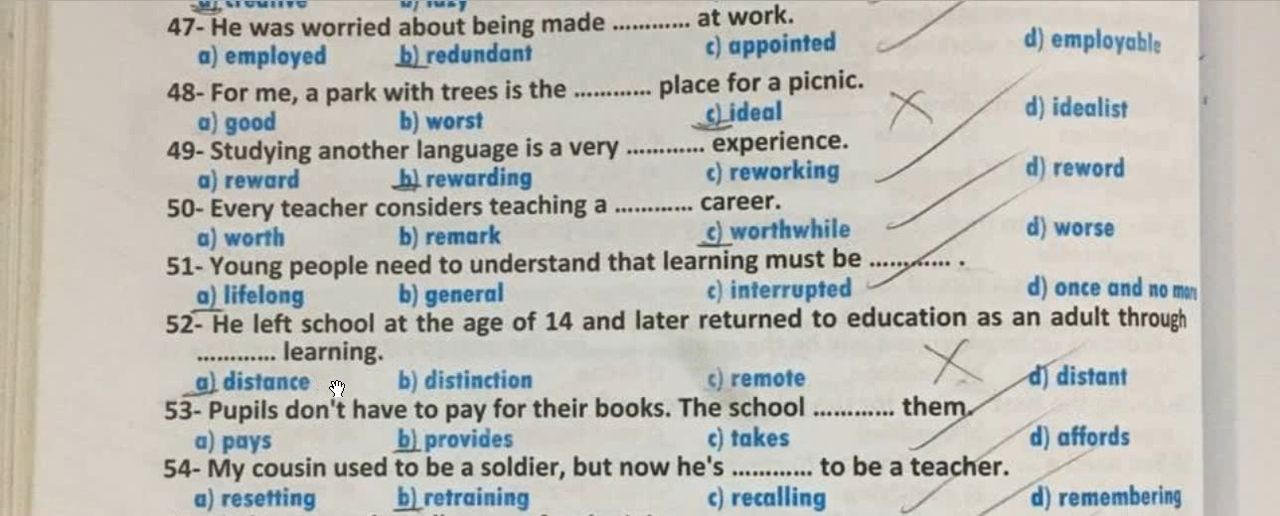 a) creative b) lazy
47- He was worried about being made ............ at work.
a) employed b) redundant c) appointed d) employable
48- For me, a park with trees is the ............ place for a picnic.
a) good b) worst c) ideal d) idealist
49- Studying another language is a very ............ experience.
a) reward b) rewarding c) reworking d) reword
50- Every teacher considers teaching a ............ career.
a) worth b) remark c) worthwhile d) worse
51- Young people need to understand that learning must be ............ .
a) lifelong b) general c) interrupted d) once and no more
52- He left school at the age of 14 and later returned to education as an adult through
............ learning.
a) distance b) distinction c) remote d) distant
53- Pupils don't have to pay for their books. The school ............ them.
a) pays b) provides c) takes d) affords
54- My cousin used to be a soldier, but now he's ............ to be a teacher.
a) resetting b) retraining c) recalling d) remembering